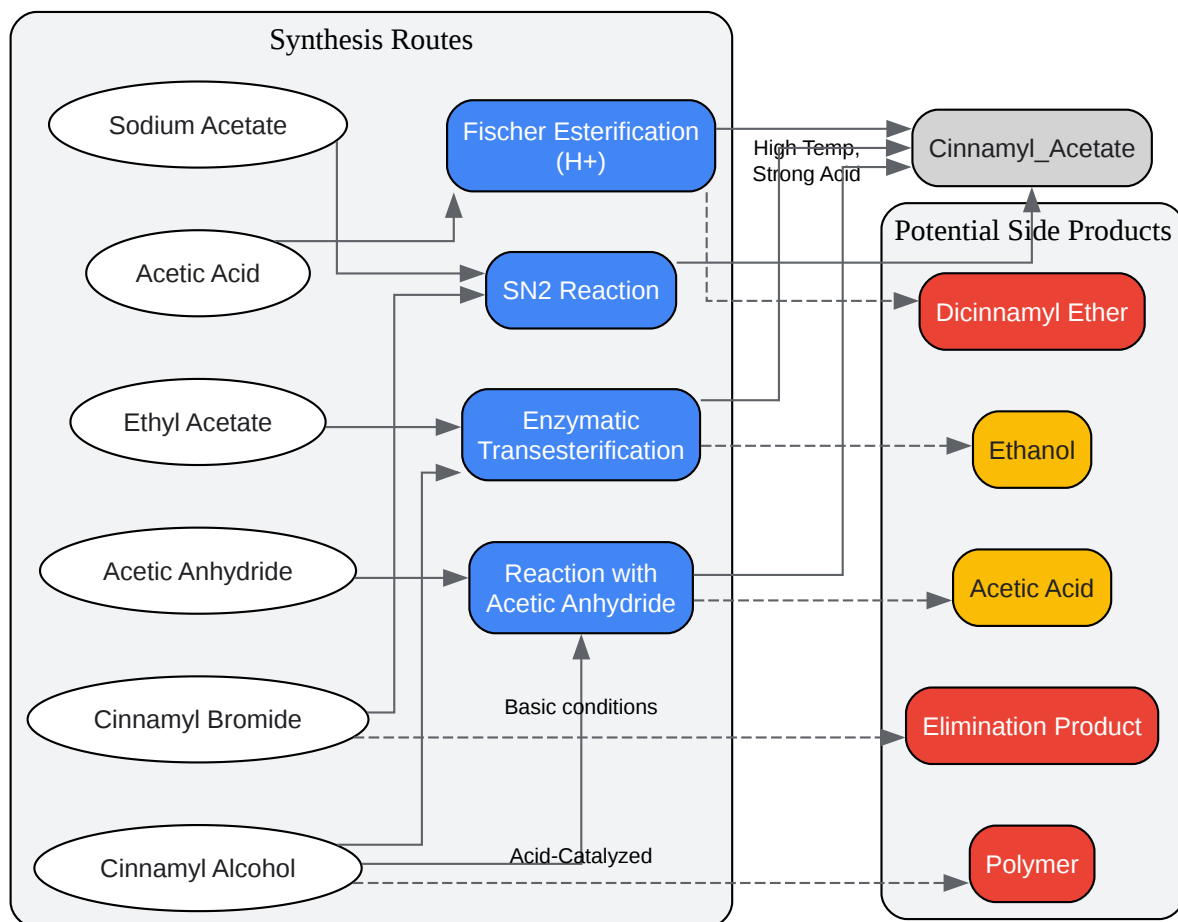 Synthesis Routes
Sodium Acetate
Fischer Esterification
(H+)
High Temp,
Strong Acid
Cinnamyl_Acetate
Potential Side Products
Acetic Acid
SN2 Reaction
Dicinnamyl Ether
Ethyl Acetate
Enzymatic
Transesterification
Ethanol
Acetic Anhydride
Reaction with
Acetic Anhydride
Acetic Acid
Cinnamyl Bromide
Basic conditions
Elimination Product
Cinnamyl Alcohol
Acid-Catalyzed
Polymer